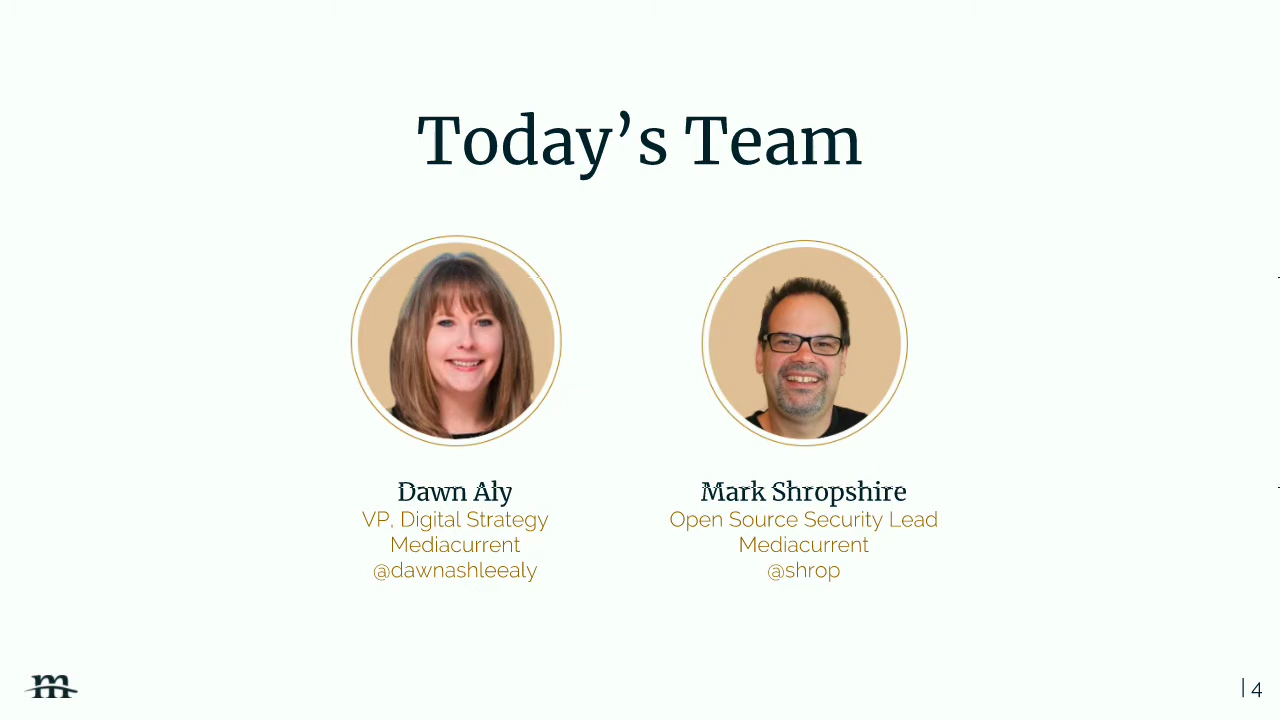 Today’s Team
Dawn Aly
VP, Digital Strategy
Mediacurrent
@dawnashleealy
Mark Shropshire
Open Source Security Lead
Mediacurrent
@shrop
m
| 4